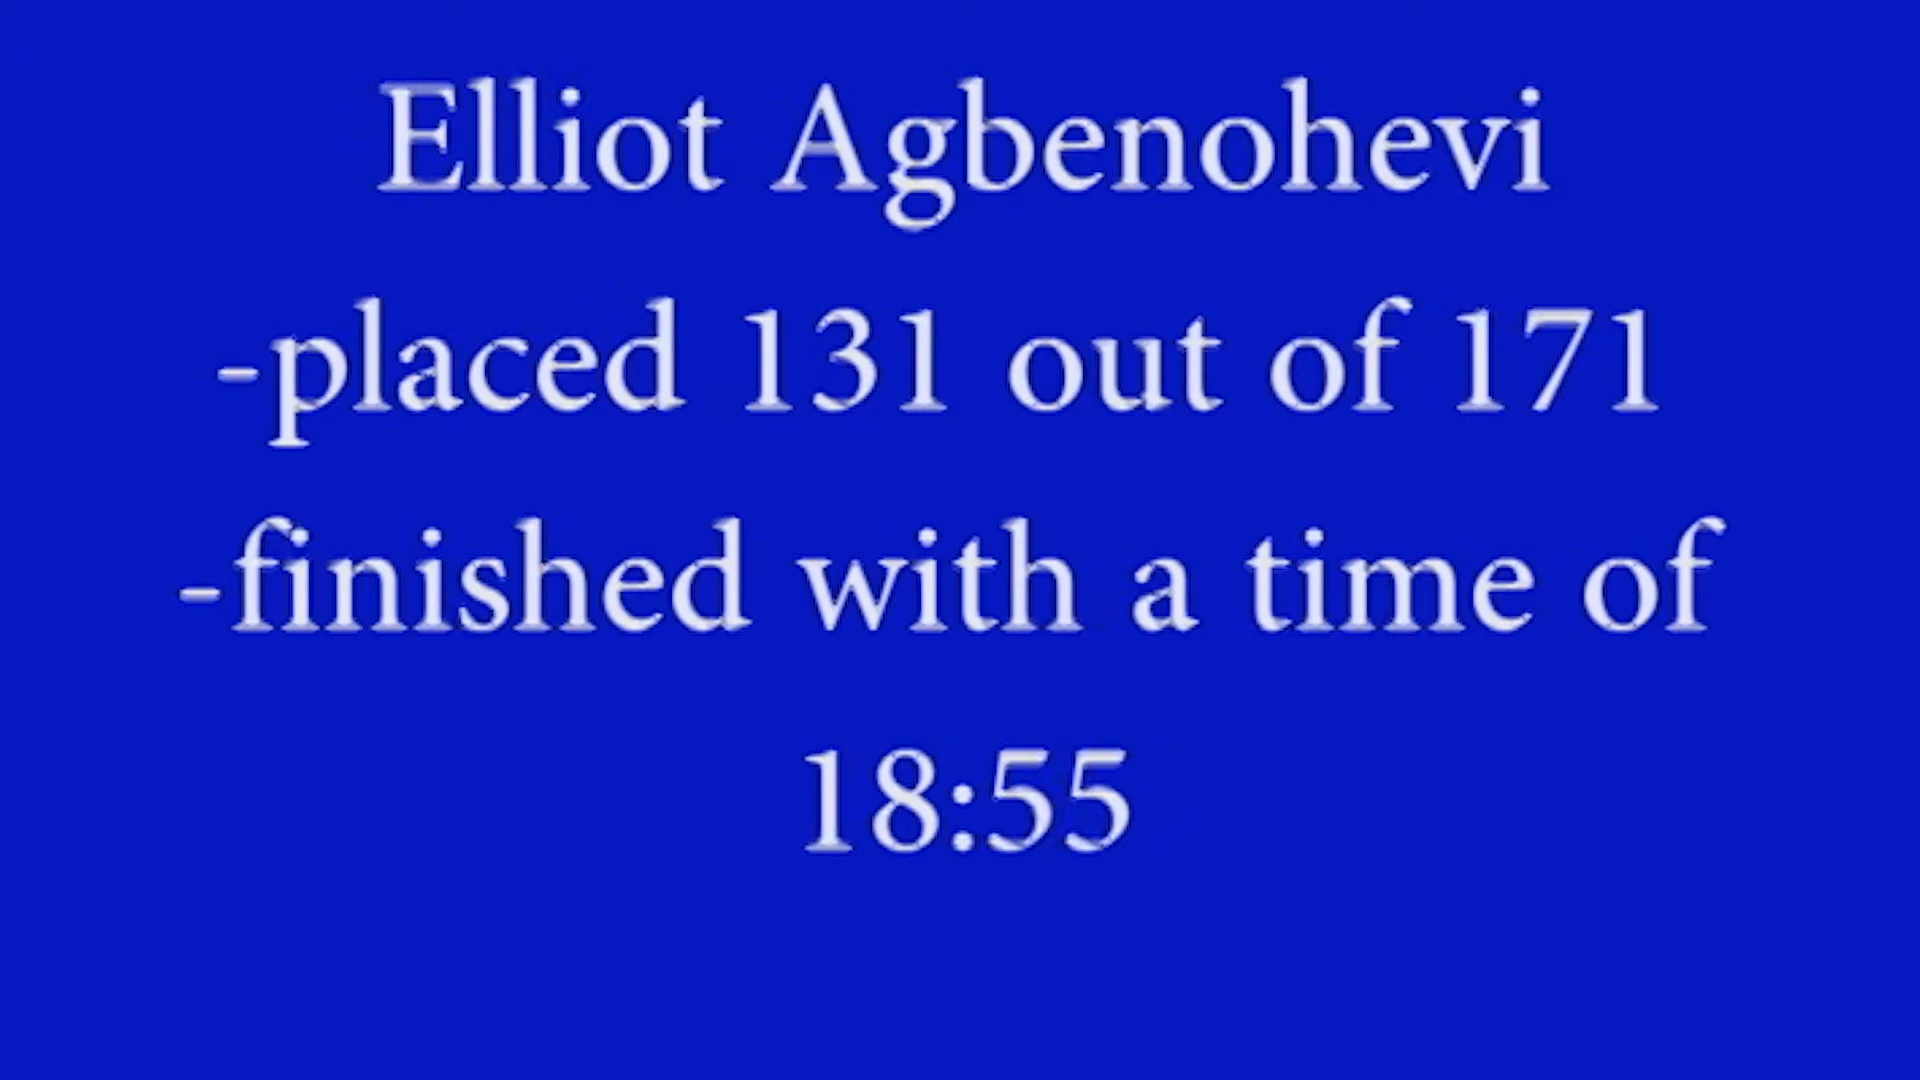 Elliot Agbenohevi
-placed 131 out of 171
-finished with a time of
18:55